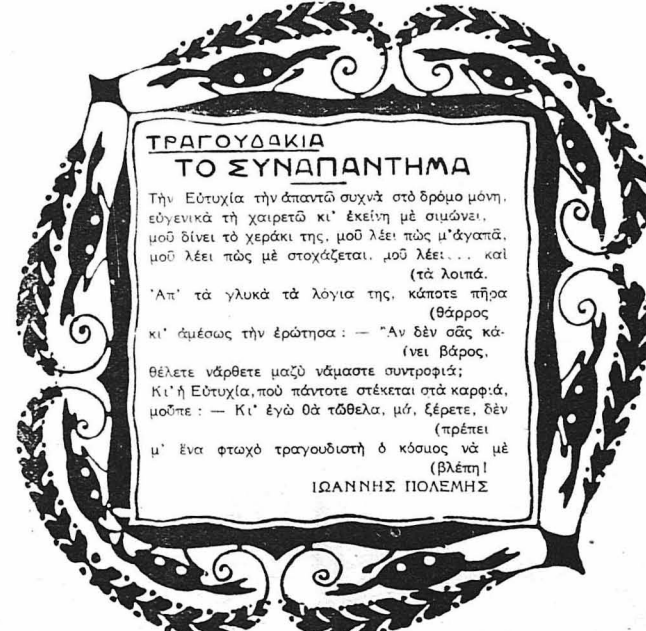 ΤΡΑΓΟΥΔΑΚΙΑ
ΤΟ ΣΥΝΑΠΑΝΤΗΜΑ
Τὴν Εὐτυχία τὴν ἀπαντῶ συχνὰ στὸ δρόμο μόνη,
εὐγενικὰ τὴ χαιρετῶ κι' ἐκείνη μὲ σιμώνει,
μοῦ δίνει τὸ χεράκι της, μοῦ λέει πὼς μ'ἀγαπᾶ,
μοῦ λέει πὼς μὲ στοχάζεται, μοῦ λέει... καὶ
(τὰ λοιπά.
'Απ' τὰ γλυκὰ τὰ λόγια της, κάποτε πῆρα
(θάρρος
κι' ἀμέσως τὴν ἐρώτησα : — "Αν δὲν σᾶς κά-
(νει βάρος,
θέλετε νἄρθετε μαζὺ νἄμαστε συντροφιά;
Κι' ἡ Εὐτυχία, ποὺ πάντοτε στέκεται στὰ καρφιά,
μοῦπε : — Κι' ἐγὼ θὰ τὤθελα, μά, ξέρετε, δὲν
(πρέπει
μ' ἕνα φτωχὸ τραγουδιστὴ ὁ κόσμος νὰ μὲ
(βλέπη!
ΙΩΑΝΝΗΣ ΠΟΛΕΜΗΣ